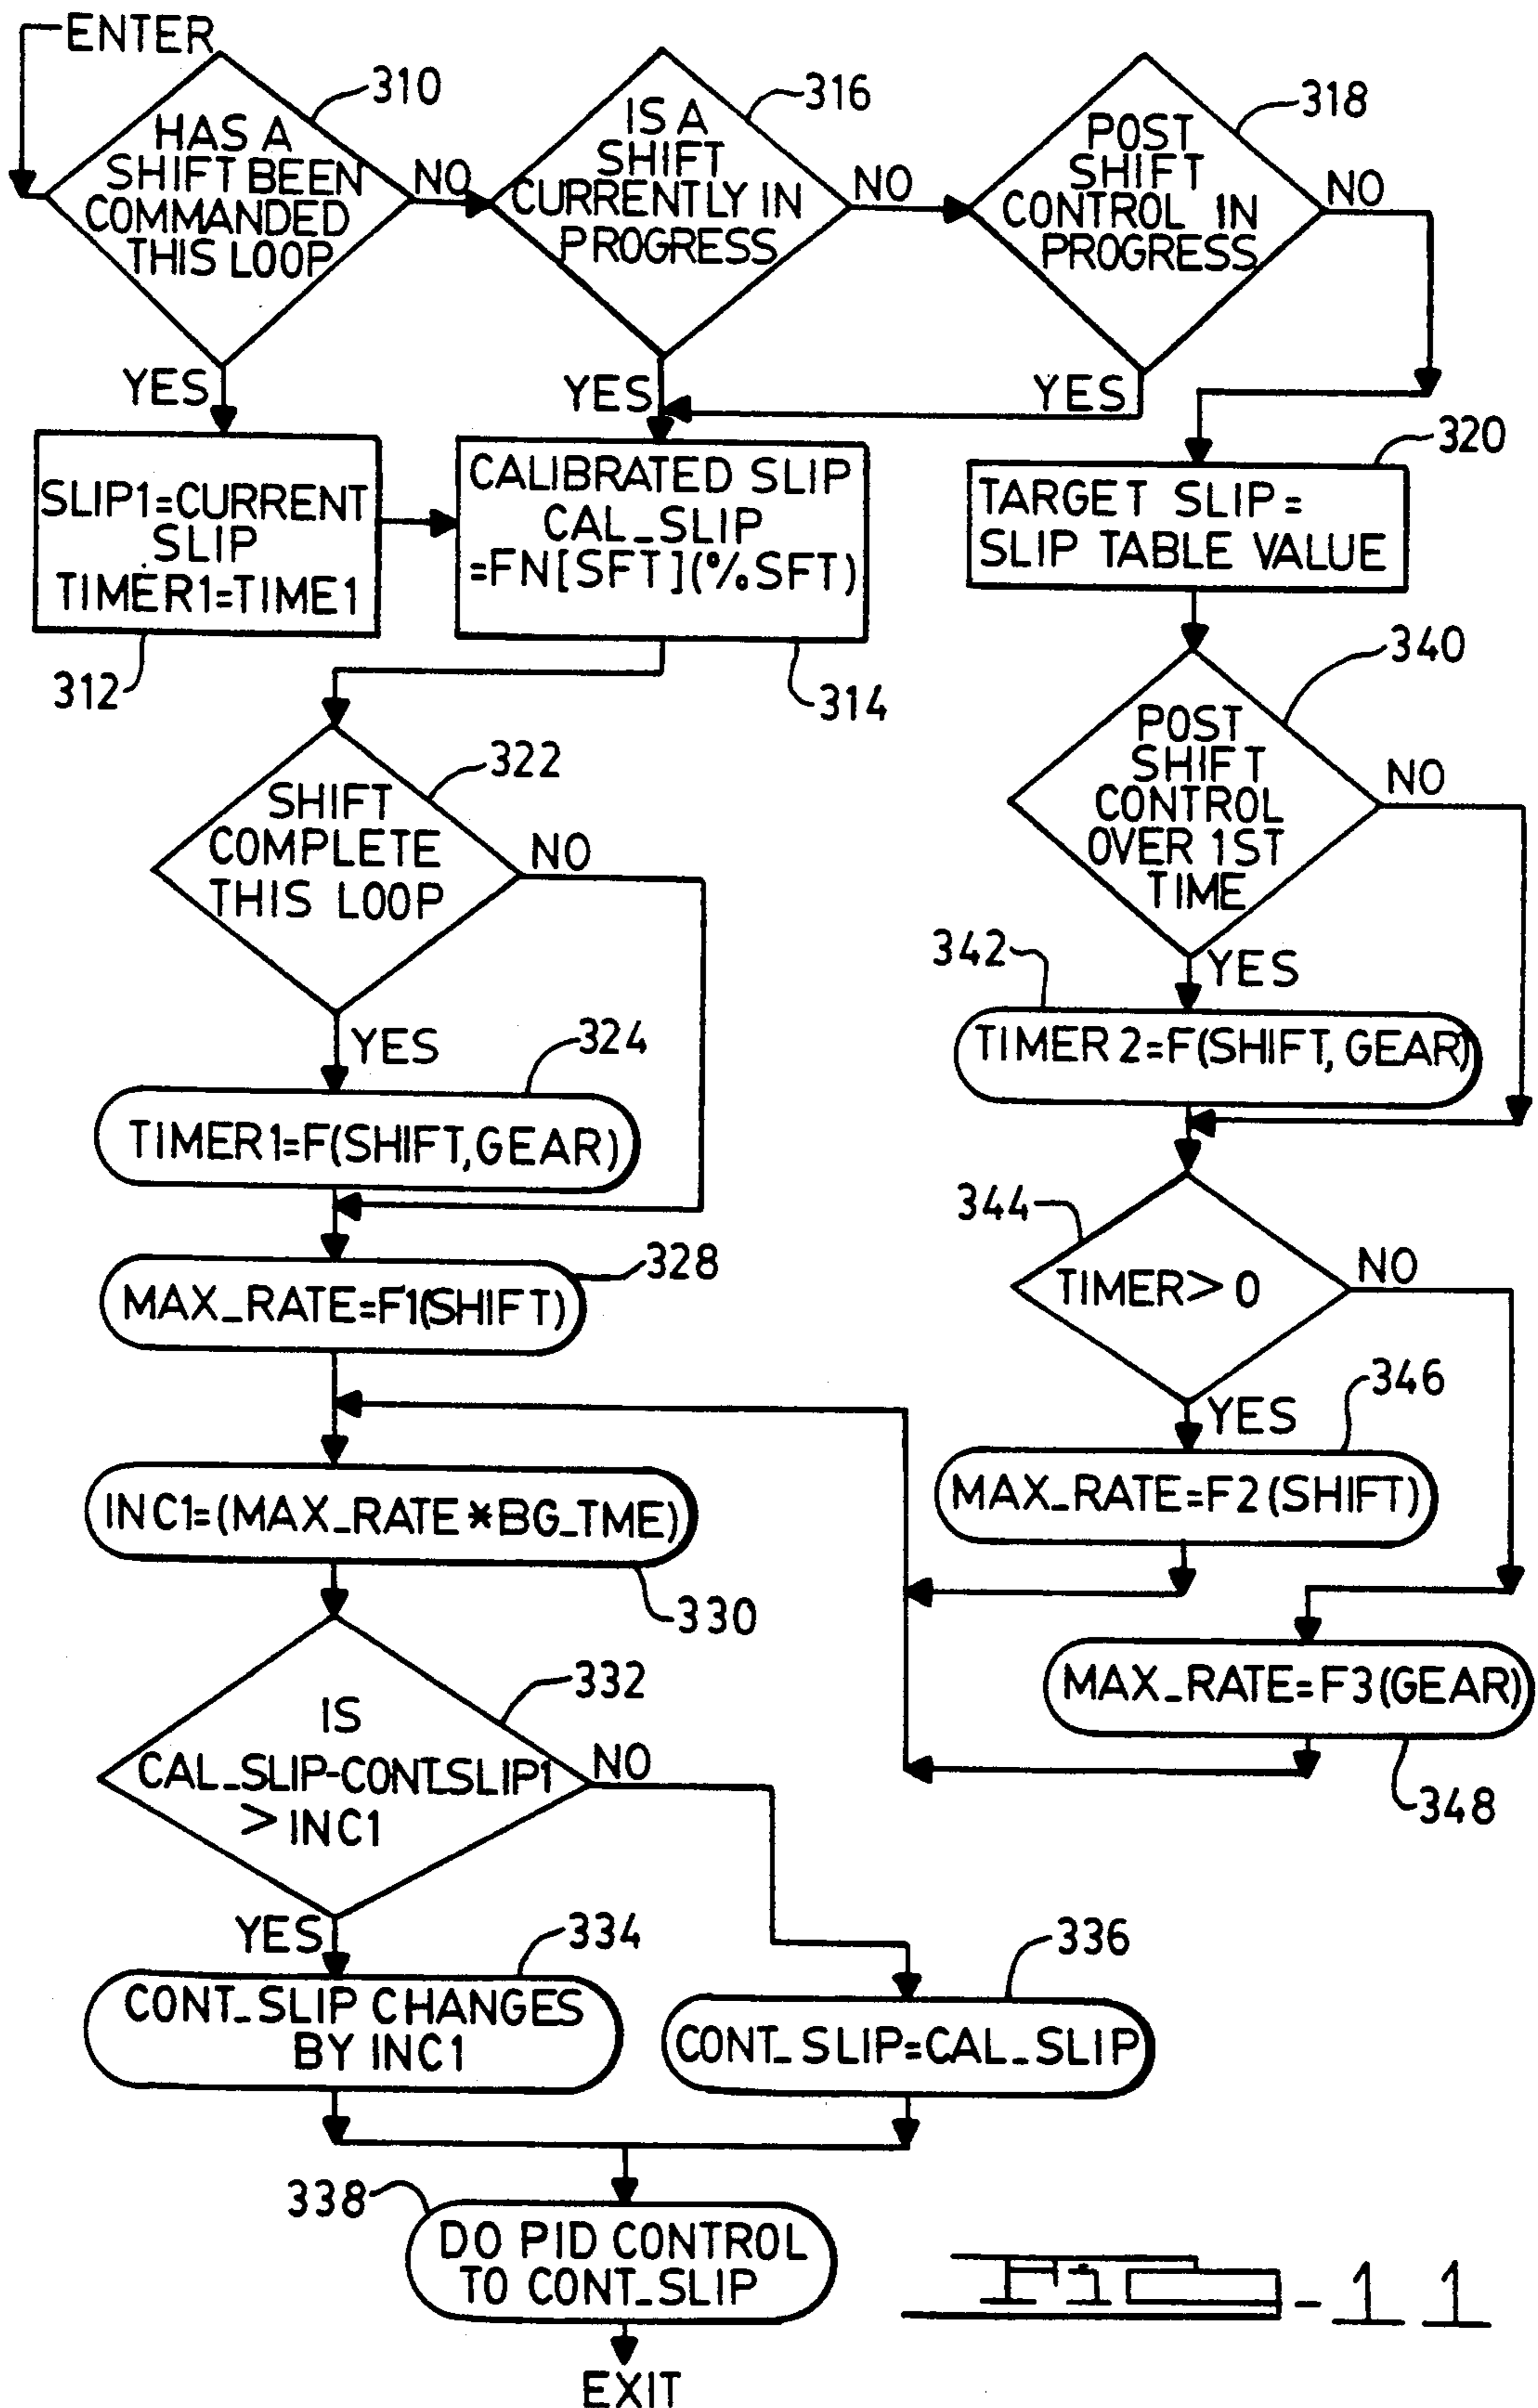 ENTER
310
HAS A
SHIFT BEEN
COMMANDED
THIS LOOP
NO
YES
316
IS A
SHIFT
CURRENTLY IN
PROGRESS
NO
YES
318
POST
SHIFT
CONTROL IN
PROGRESS
NO
YES
SLIP1=CURRENT
SLIP
TIMER1=TIME1
312
CALIBRATED SLIP
CAL_SLIP
=FN[SFT](%SFT)
314
320
TARGET SLIP=
SLIP TABLE VALUE
322
SHIFT
COMPLETE
THIS LOOP
NO
YES
324
TIMER1=F(SHIFT,GEAR)
328
MAX_RATE=F1(SHIFT)
340
POST
SHIFT
CONTROL
OVER 1ST
TIME
NO
YES
342
TIMER 2=F(SHIFT, GEAR)
344
TIMER> 0
NO
YES
346
MAX_RATE=F2(SHIFT)
MAX_RATE=F3(GEAR)
348
INC1=(MAX_RATE*BG_TME)
330
332
IS
CAL_SLIP-CONT_SLIP1
> INC1
NO
YES
334
CONT_SLIP CHANGES
BY INC1
336
CONT_SLIP=CAL_SLIP
338
DO PID CONTROL
TO CONT_SLIP
EXIT
Fig-11